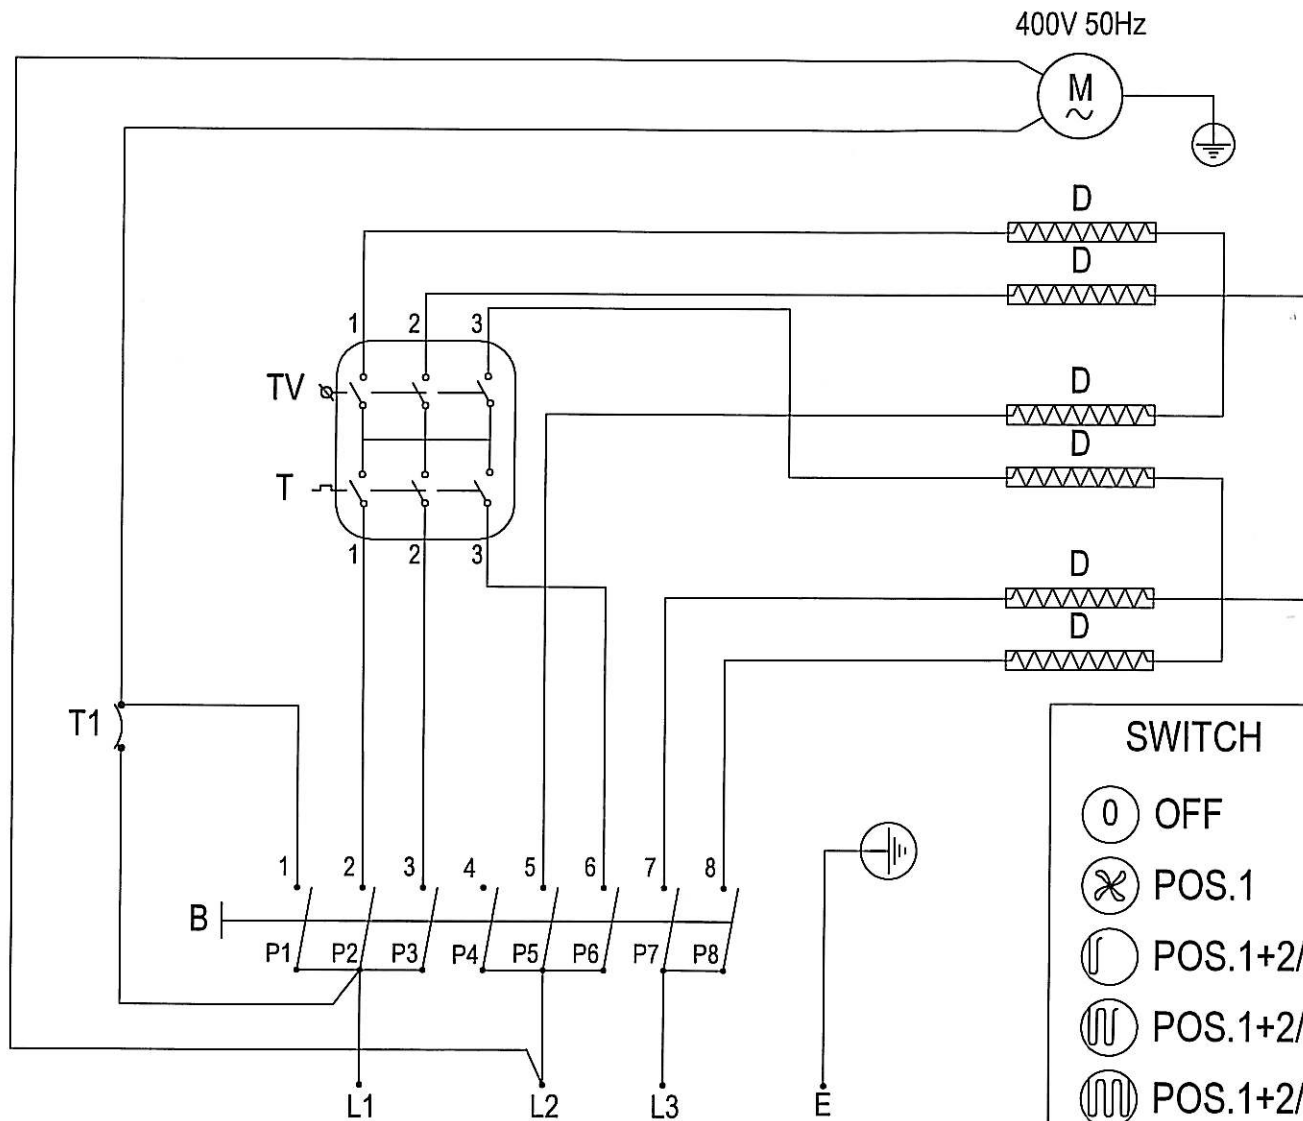 400V 50Hz
M
D
D
1 2 3
TV
D
D
T
1 2 3
D
D
T1
SWITCH
0 OFF
POS.1
1 2 3 4 5 6 7 8
B
P1 P2 P3 P4 P5 P6 P7 P8
POS.1+2/
POS.1+2/
POS.1+2/
L1 L2 L3 E